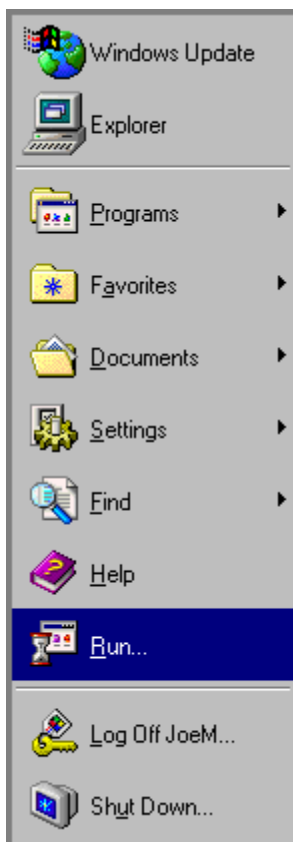 Windows Update
Explorer
Programs
Favorites
Documents
Settings
Find
Help
Run...
Log Off JoeM...
Shut Down...